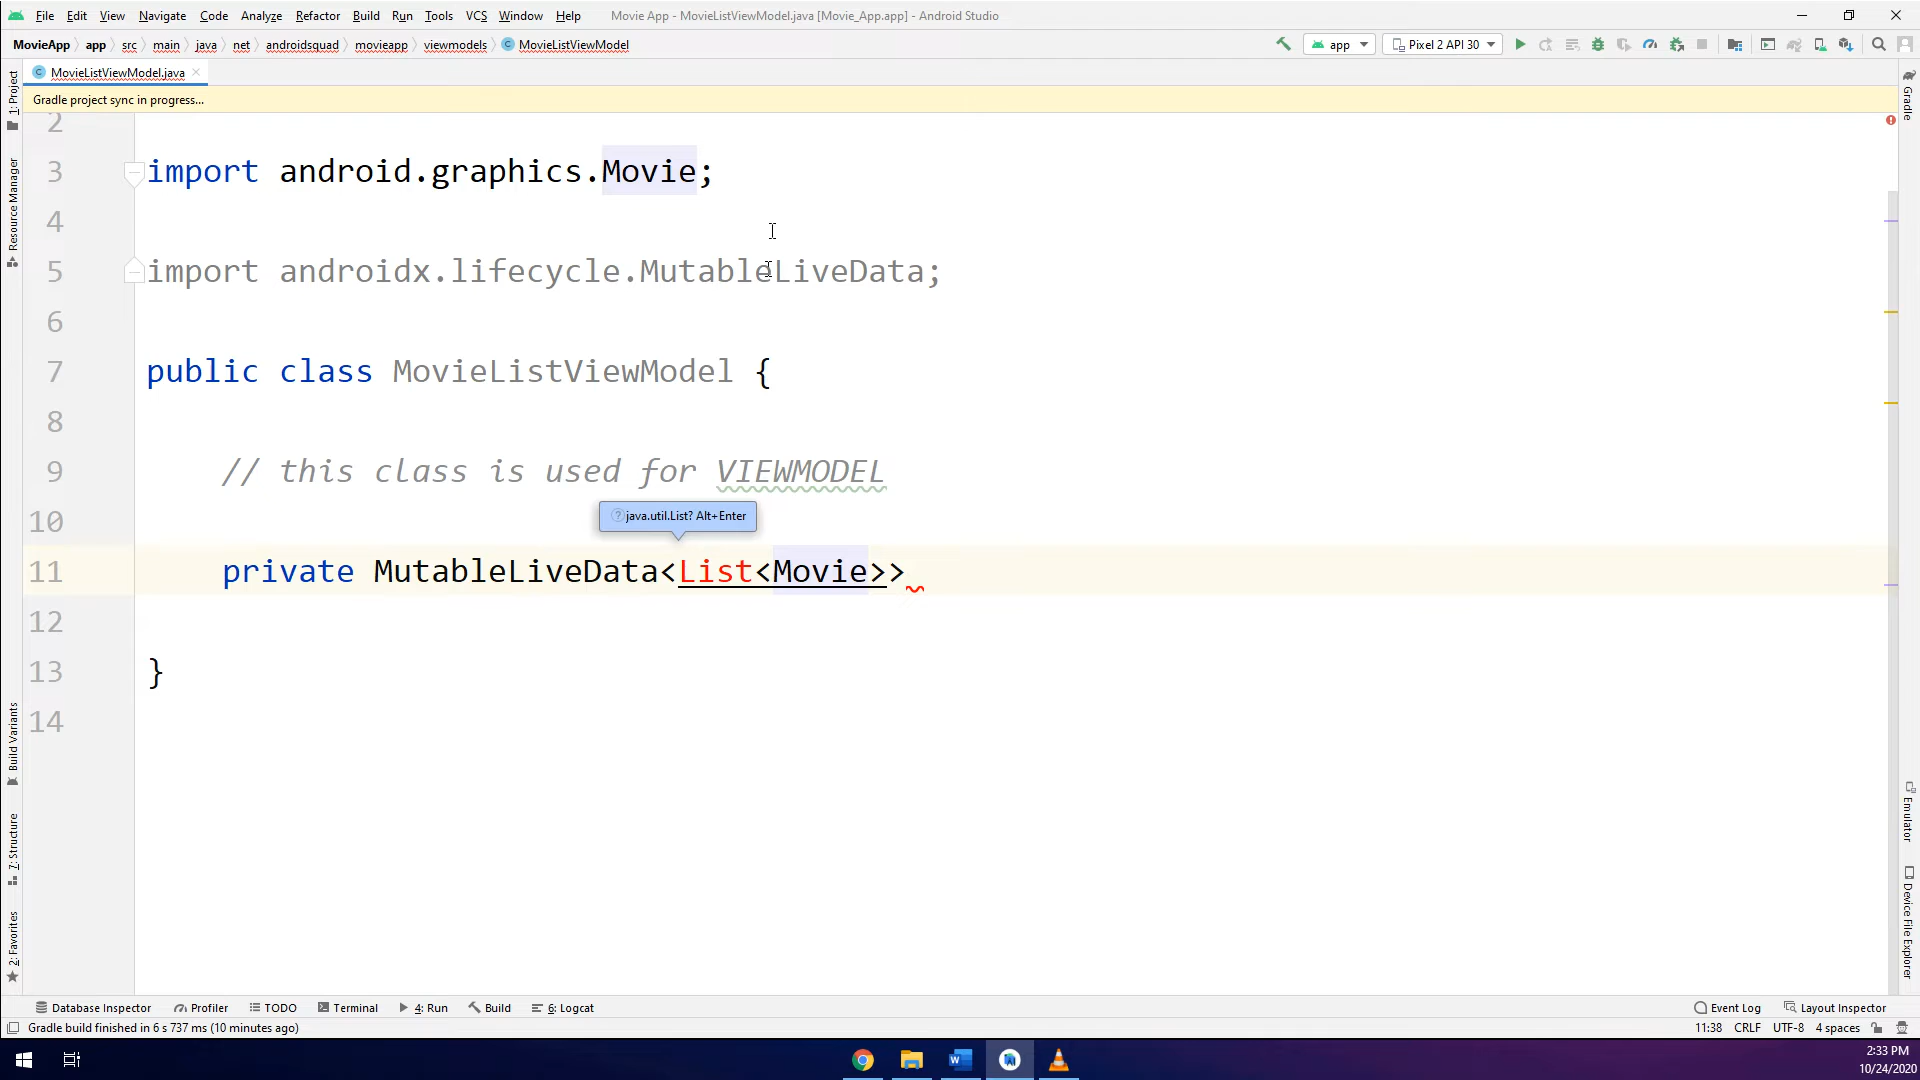 File Edit View Navigate Code Analyze Refactor Build Run Tools VCS Window Help Movie App - MovieListViewModel.java [Movie_App.app] - Android Studio
MovieApp app src main java net androidsquad movieapp viewmodels MovieListViewModel app Pixel 2 API 30
MovieListViewModel.java
Gradle project sync in progress...
1: Project
Resource Manager
Build Variants
7: Structure
2: Favorites
2
3 import android.graphics.Movie;
4
5 import androidx.lifecycle.MutableLiveData;
6
7 public class MovieListViewModel {
8
9 // this class is used for VIEWMODEL
java.util.List? Alt+Enter
10
11 private MutableLiveData<List<Movie>>
12
13 }
14
Gradle
Emulator
Device File Explorer
Database Inspector Profiler TODO Terminal 4: Run Build 6: Logcat Event Log Layout Inspector
Gradle build finished in 6 s 737 ms (10 minutes ago) 11:38 CRLF UTF-8 4 spaces
2:33 PM
10/24/2020